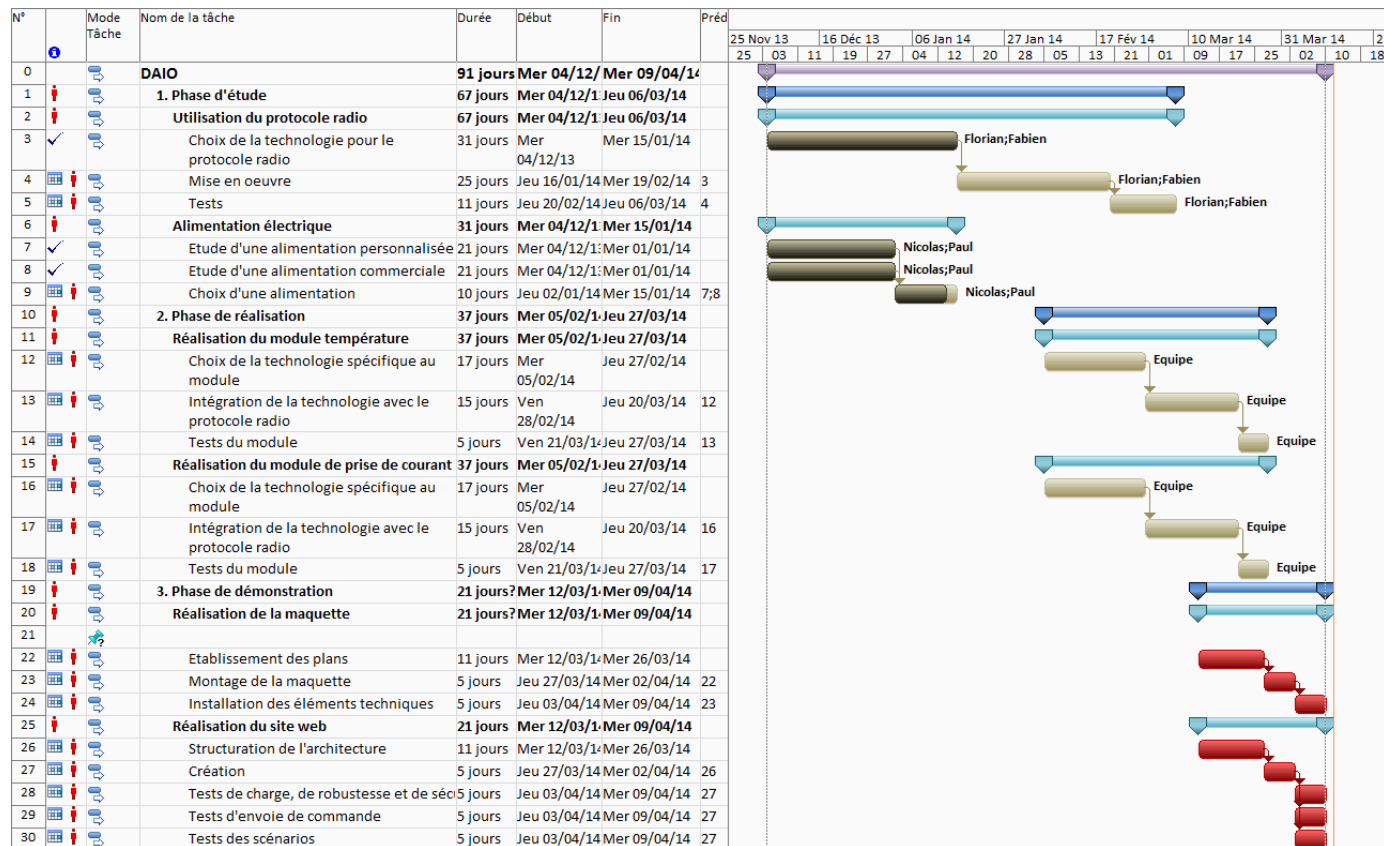 N° Mode Nom de la tâche Durée Début Fin Préd
Tâche
25 Nov 13 16 Déc 13 06 Jan 14 27 Jan 14 17 Fév 14 10 Mar 14 31 Mar 14 2
25 03 11 19 27 04 12 20 28 05 13 21 01 09 17 25 02 10 18
0 DAIO 91 jours Mer 04/12/ Mer 09/04/14
1 1. Phase d'étude 67 jours Mer 04/12/1 Jeu 06/03/14
2 Utilisation du protocole radio 67 jours Mer 04/12/1 Jeu 06/03/14
3 Choix de la technologie pour le 31 jours Mer Mer 15/01/14 Florian;Fabien
protocole radio 04/12/13
4 Mise en oeuvre 25 jours Jeu 16/01/14 Mer 19/02/14 3 Florian;Fabien
5 Tests 11 jours Jeu 20/02/14 Jeu 06/03/14 4 Florian;Fabien
6 Alimentation électrique 31 jours Mer 04/12/1 Mer 15/01/14
7 Etude d'une alimentation personnalisée 21 jours Mer 04/12/13 Mer 01/01/14 Nicolas;Paul
8 Etude d'une alimentation commerciale 21 jours Mer 04/12/13 Mer 01/01/14 Nicolas;Paul
9 Choix d'une alimentation 10 jours Jeu 02/01/14 Mer 15/01/14 7;8 Nicolas;Paul
10 2. Phase de réalisation 37 jours Mer 05/02/1 Jeu 27/03/14
11 Réalisation du module température 37 jours Mer 05/02/1 Jeu 27/03/14
12 Choix de la technologie spécifique au 17 jours Mer Jeu 27/02/14 Equipe
module 05/02/14
13 Intégration de la technologie avec le 15 jours Ven Jeu 20/03/14 12 Equipe
protocole radio 28/02/14
14 Tests du module 5 jours Ven 21/03/14 Jeu 27/03/14 13 Equipe
15 Réalisation du module de prise de courant 37 jours Mer 05/02/1 Jeu 27/03/14
16 Choix de la technologie spécifique au 17 jours Mer Jeu 27/02/14 Equipe
module 05/02/14
17 Intégration de la technologie avec le 15 jours Ven Jeu 20/03/14 16 Equipe
protocole radio 28/02/14
18 Tests du module 5 jours Ven 21/03/14 Jeu 27/03/14 17 Equipe
19 3. Phase de démonstration 21 jours? Mer 12/03/1 Mer 09/04/14
20 Réalisation de la maquette 21 jours? Mer 12/03/1 Mer 09/04/14
21 ?
22 Etablissement des plans 11 jours Mer 12/03/14 Mer 26/03/14
23 Montage de la maquette 5 jours Jeu 27/03/14 Mer 02/04/14 22
24 Installation des éléments techniques 5 jours Jeu 03/04/14 Mer 09/04/14 23
25 Réalisation du site web 21 jours Mer 12/03/1 Mer 09/04/14
26 Structuration de l'architecture 11 jours Mer 12/03/14 Mer 26/03/14
27 Création 5 jours Jeu 27/03/14 Mer 02/04/14 26
28 Tests de charge, de robustesse et de séc 5 jours Jeu 03/04/14 Mer 09/04/14 27
29 Tests d'envoie de commande 5 jours Jeu 03/04/14 Mer 09/04/14 27
30 Tests des scénarios 5 jours Jeu 03/04/14 Mer 09/04/14 27